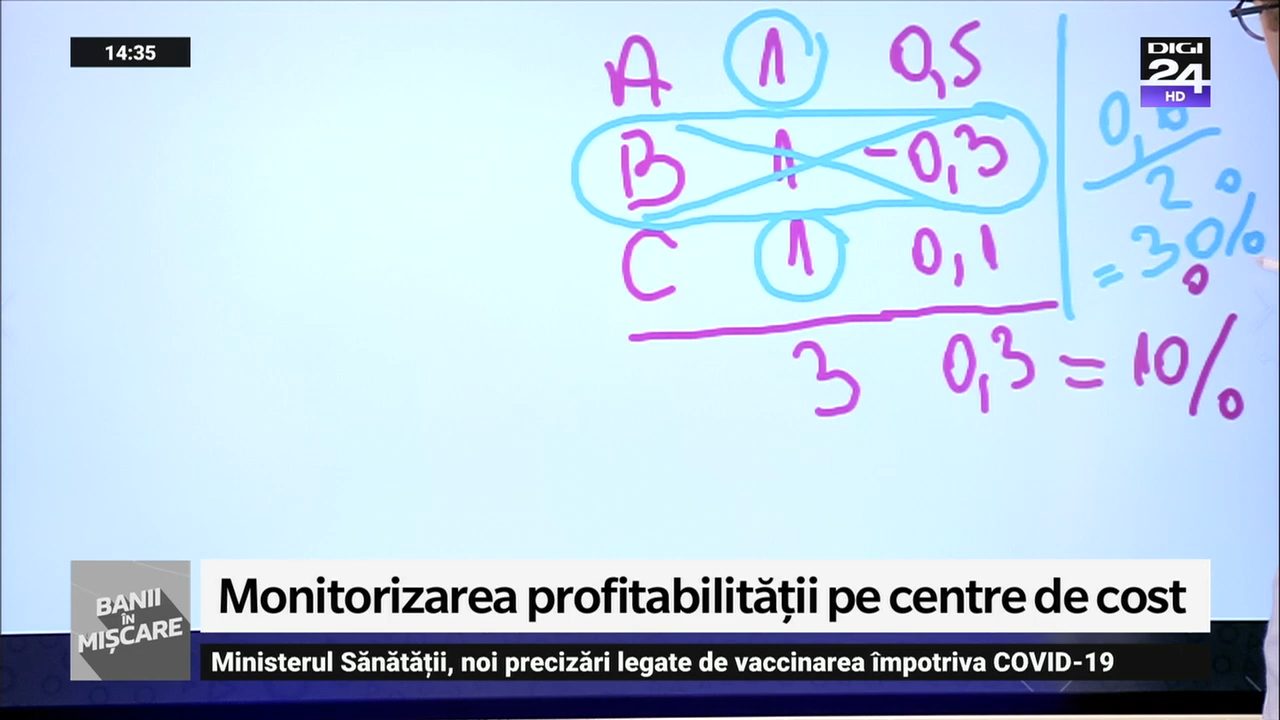 14:35
DIGI
24
HD
A 1 0,5
B 1 -0,3
C 1 0,1
3 0,3 = 10%
2
= 30%
BANII
ÎN
MIȘCARE
Monitorizarea profitabilității pe centre de cost
Ministerul Sănătății, noi precizări legate de vaccinarea împotriva COVID-19